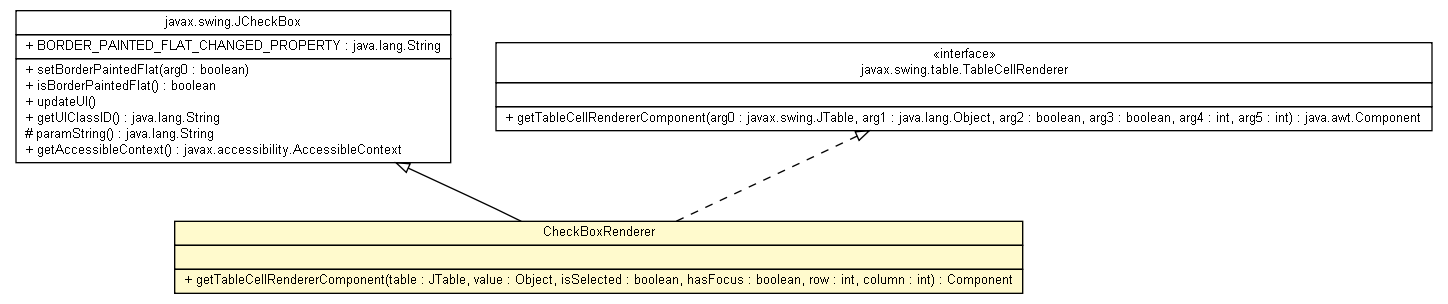 javax.swing.JCheckBox
+ BORDER_PAINTED_FLAT_CHANGED_PROPERTY : java.lang.String
+ setBorderPaintedFlat(arg0 : boolean)
+ isBorderPaintedFlat() : boolean
+ updateUI()
+ getUIClassID() : java.lang.String
# paramString() : java.lang.String
+ getAccessibleContext() : javax.accessibility.AccessibleContext
«interface»
javax.swing.table.TableCellRenderer
+ getTableCellRendererComponent(arg0 : javax.swing.JTable, arg1 : java.lang.Object, arg2 : boolean, arg3 : boolean, arg4 : int, arg5 : int) : java.awt.Component
CheckBoxRenderer
+ getTableCellRendererComponent(table : JTable, value : Object, isSelected : boolean, hasFocus : boolean, row : int, column : int) : Component